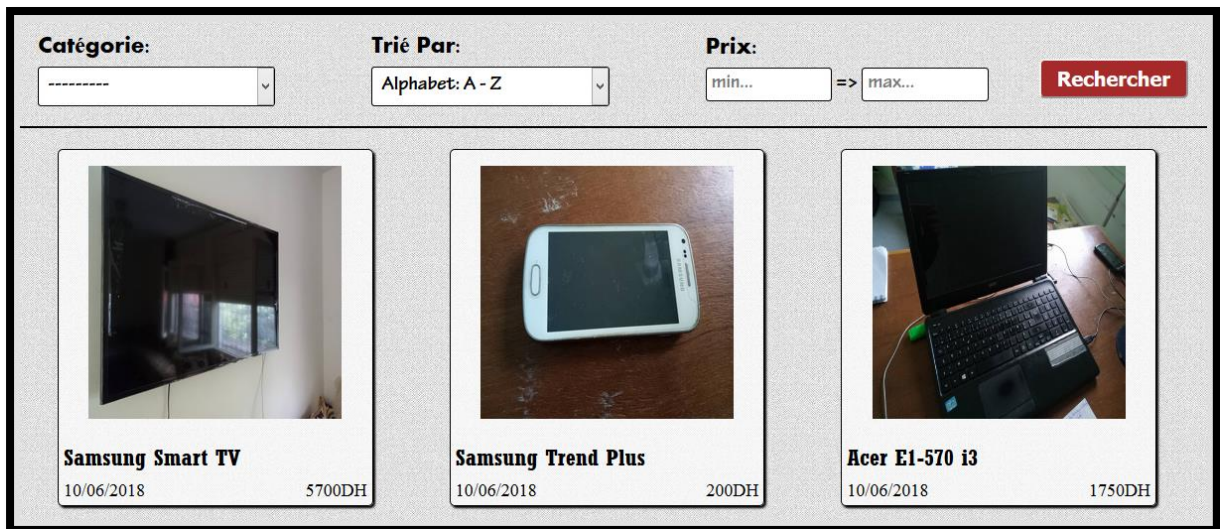 Catégorie: Trié Par: Prix:
--------- Alphabet: A - Z min... => max... Rechercher
SAMSUNG
Samsung Smart TV
10/06/2018 5700DH
Samsung Trend Plus
10/06/2018 200DH
Acer E1-570 i3
10/06/2018 1750DH